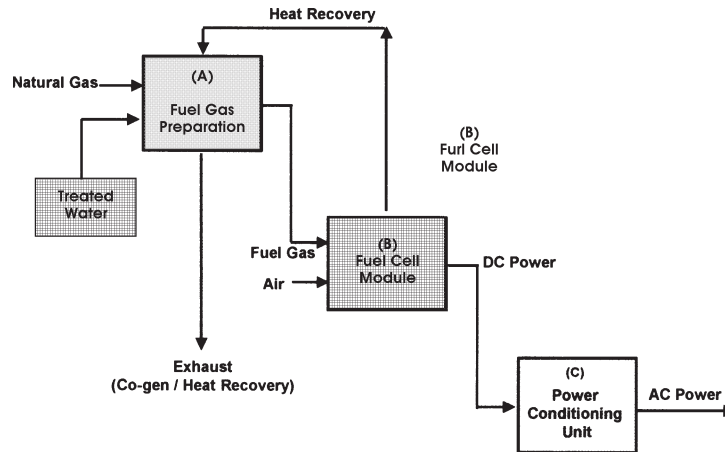 Heat Recovery
(A)
Natural Gas
Fuel Gas
Preparation
(B)
Furl Cell
Module
Treated
Water
(B)
Fuel Gas
Fuel Cell
Module
DC Power
Air
Exhaust
(Co-gen / Heat Recovery)
(C)
Power
Conditioning
Unit
AC Power